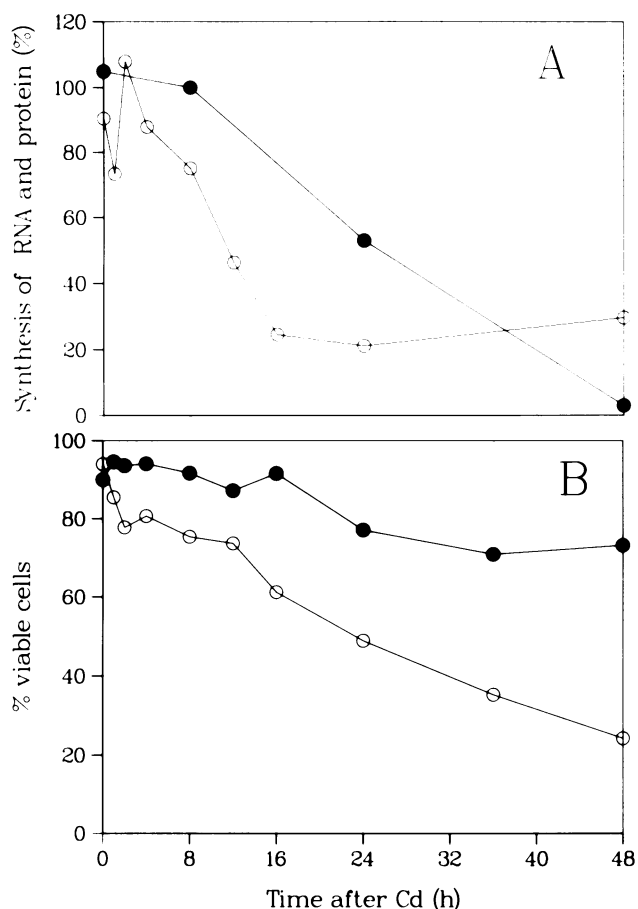 Synthesis of RNA and protein (%)
120
100
80
60
40
20
0
A
% viable cells
100
80
60
40
20
0
B
0 8 16 24 32 40 48
Time after Cd (h)